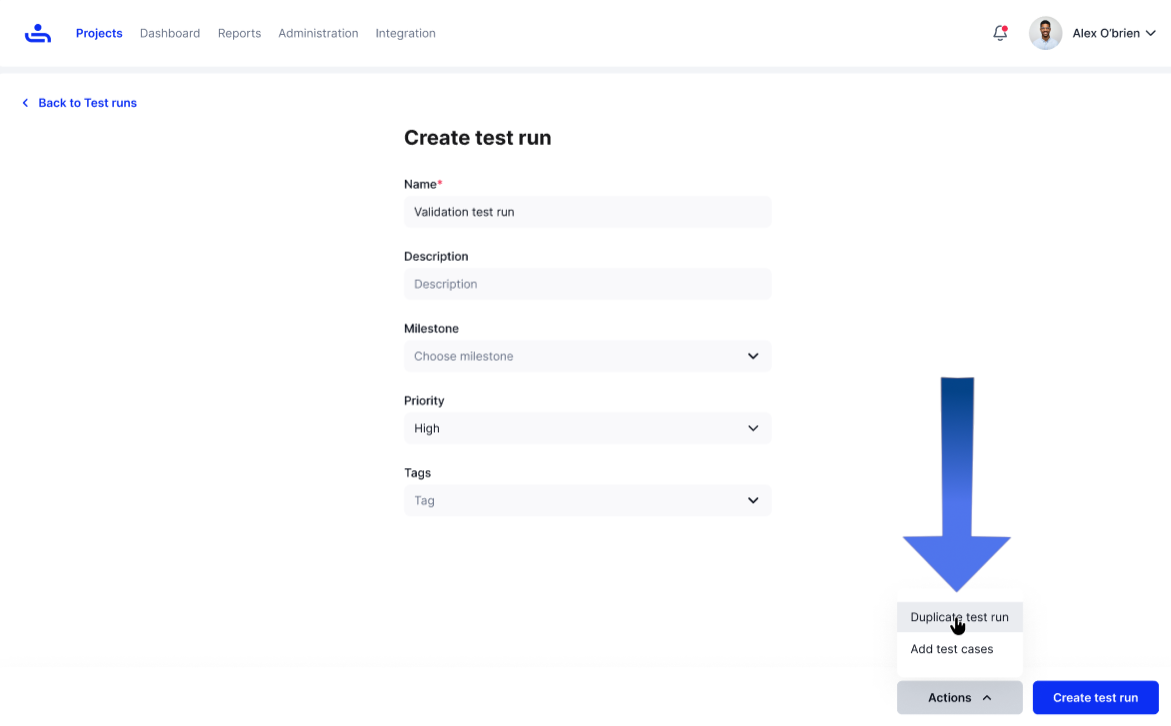 Projects Dashboard Reports Administration Integration
Alex O'brien
Back to Test runs
Create test run
Name*
Validation test run
Description
Description
Milestone
Choose milestone
Priority
High
Tags
Tag
Duplicate test run
Add test cases
Actions
Create test run